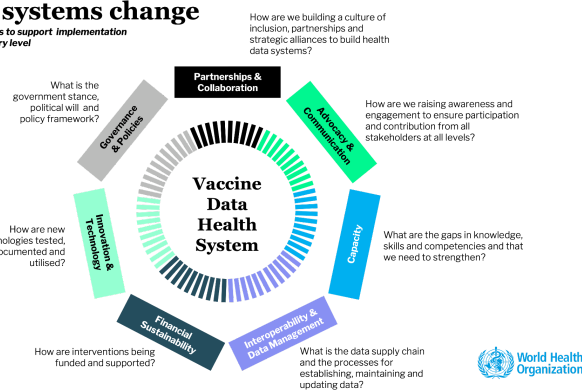 systems change
s to support implementation
ry level
How are we building a culture of
inclusion, partnerships and
strategic alliances to build health
data systems?
Partnerships &
Collaboration
What is the
government stance,
political will and
policy framework?
Governance
& Policies
Advocacy &
Communication
How are we raising awareness and
engagement to ensure participation
and contribution from all
stakeholders at all levels?
Vaccine
Data
Health
System
Innovation &
Technology
How are new
nologies tested,
ocumented and
utilised?
Capacity
What are the gaps in knowledge,
skills and competencies and that
we need to strengthen?
Financial
Sustainability
How are interventions being
funded and supported?
Interoperability &
Data Management
What is the data supply chain
and the processes for
establishing, maintaining and
updating data?
World Health
Organization